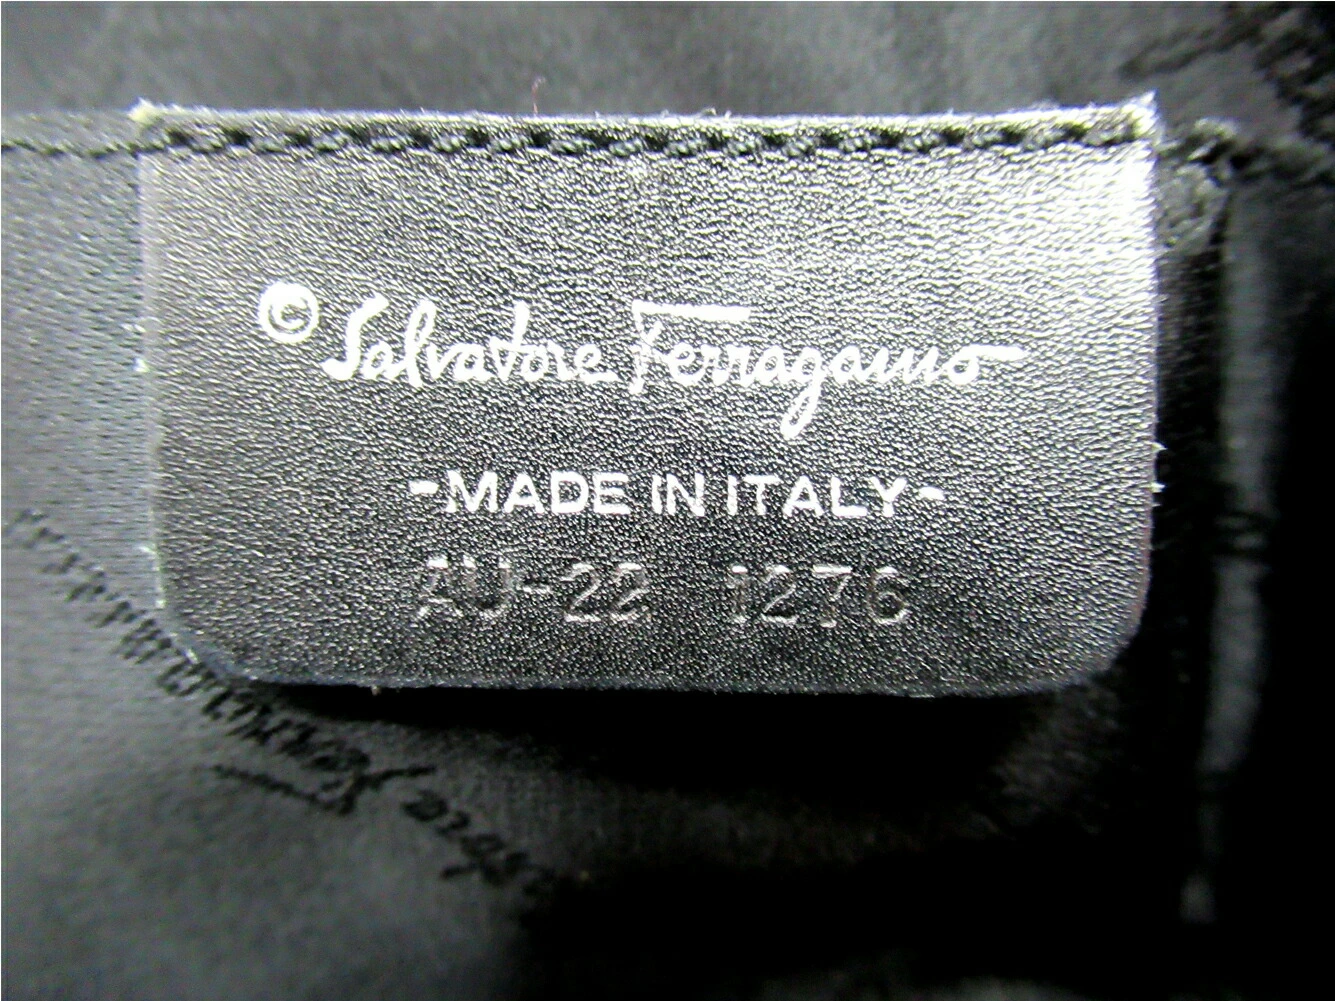 © Salvatore Ferragamo
-MADE IN ITALY-
AU-22 1276